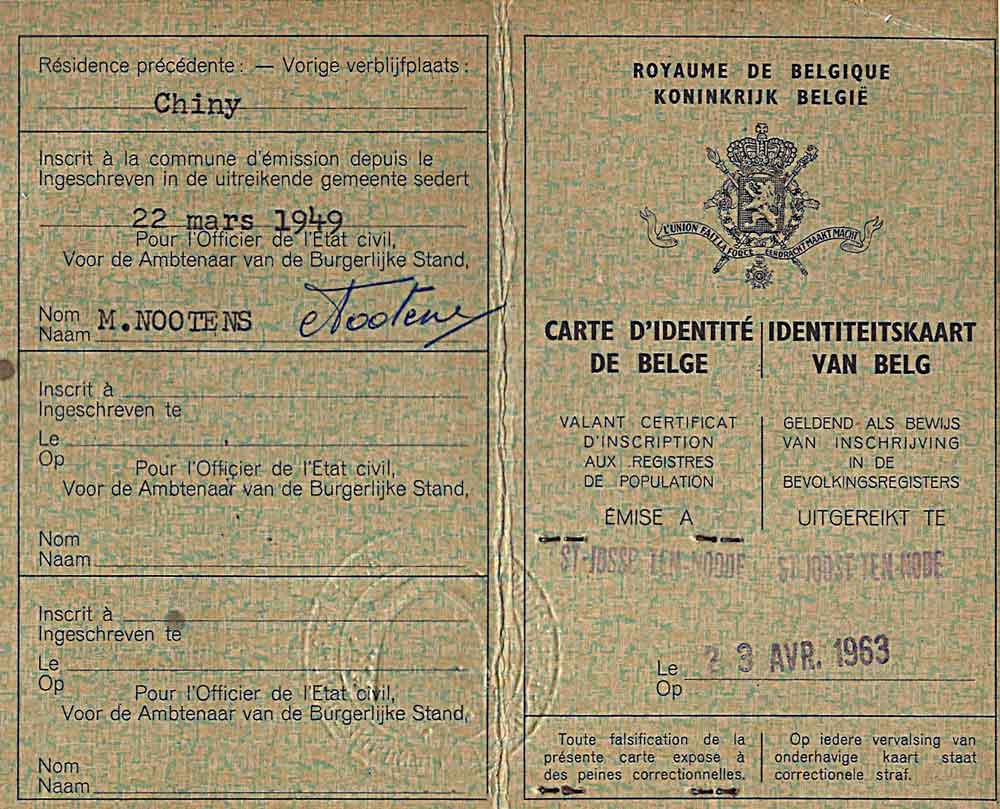 Résidence précédente : — Vorige verblijfplaats :
Chiny
Inscrit à la commune d'émission depuis le
Ingeschreven in de uitreikende gemeente sedert
22 mars 1949
Pour l'Officier de l'Etat civil,
Voor de Ambtenaar van de Burgerlijke Stand,
Nom
Naam M.NOOTENS Nootens
Inscrit à
Ingeschreven te
Le
Op
Pour l'Officier de l'Etat civil,
Voor de Ambtenaar van de Burgerlijke Stand,
Nom
Naam
Inscrit à
Ingeschreven te
Le
Op
Pour l'Officier de l'Etat civil,
Voor de Ambtenaar van de Burgerlijke Stand,
Nom
Naam
ROYAUME DE BELGIQUE
KONINKRIJK BELGIË
L'UNION FAIT LA FORCE EENDRACHT MAAKT MACHT
CARTE D'IDENTITÉ
DE BELGE
IDENTITEITSKAART
VAN BELG
VALANT CERTIFICAT
D'INSCRIPTION
AUX REGISTRES
DE POPULATION
GELDEND ALS BEWIJS
VAN INSCHRIJVING
IN DE
BEVOLKINGSREGISTERS
ÉMISE A
UITGEREIKT TE
ST-JOSSE-TEN-NOODE
ST-JOOST-TEN-NODE
Le
Op
23 AVR. 1963
Toute falsification de la
présente carte expose à
des peines correctionnelles.
Op iedere vervalsing van
onderhavige kaart staat
correctionele straf.